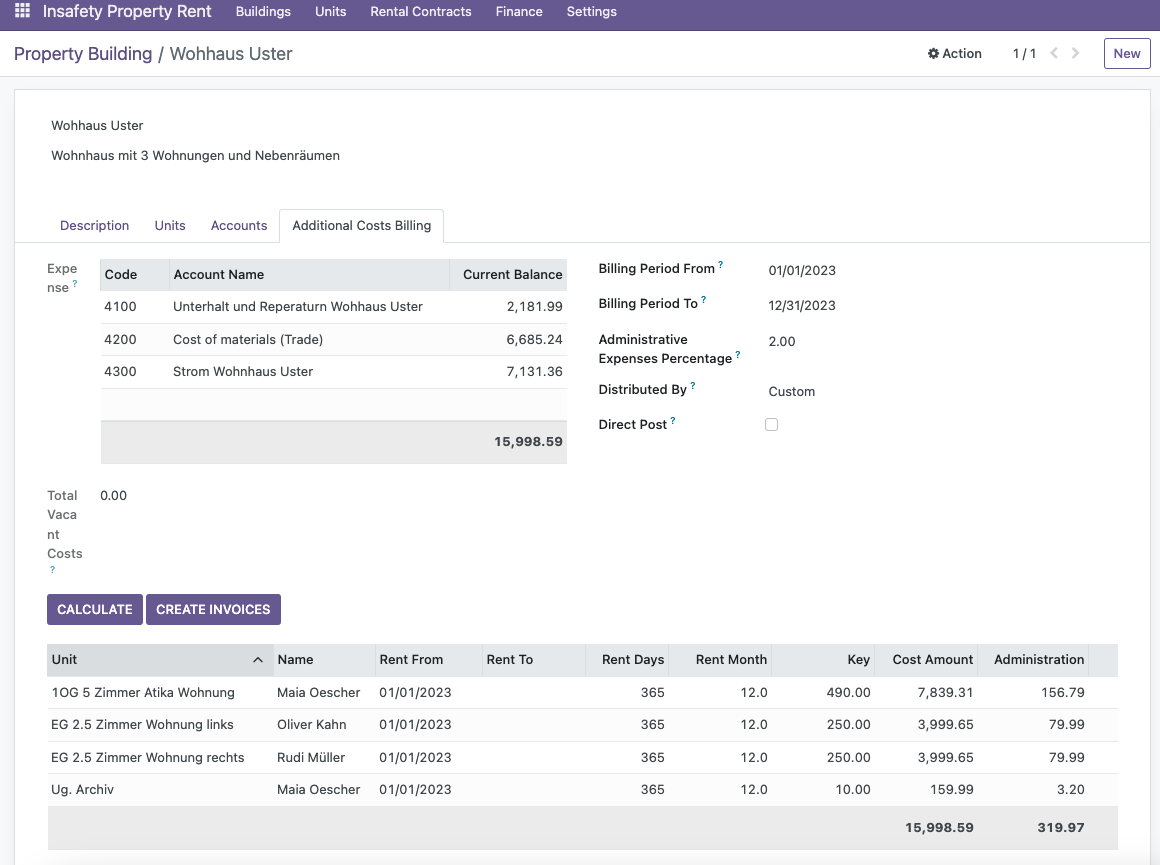 Insafety Property Rent Buildings Units Rental Contracts Finance Settings
Property Building / Wohhaus Uster Action 1 / 1 New
Wohhaus Uster
Wohnhaus mit 3 Wohnungen und Nebenräumen
Description Units Accounts Additional Costs Billing
Expe
nse ?
Code Account Name Current Balance
4100 Unterhalt und Reperaturn Wohhaus Uster 2,181.99
4200 Cost of materials (Trade) 6,685.24
4300 Strom Wohnhaus Uster 7,131.36
15,998.59
Billing Period From ? 01/01/2023
Billing Period To ? 12/31/2023
Administrative
Expenses Percentage ? 2.00
Distributed By ? Custom
Direct Post ?
Total
Vaca
nt
Costs
?
0.00
CALCULATE CREATE INVOICES
Unit Name Rent From Rent To Rent Days Rent Month Key Cost Amount Administration
1OG 5 Zimmer Atika Wohnung Maia Oescher 01/01/2023 365 12.0 490.00 7,839.31 156.79
EG 2.5 Zimmer Wohnung links Oliver Kahn 01/01/2023 365 12.0 250.00 3,999.65 79.99
EG 2.5 Zimmer Wohnung rechts Rudi Müller 01/01/2023 365 12.0 250.00 3,999.65 79.99
Ug. Archiv Maia Oescher 01/01/2023 365 12.0 10.00 159.99 3.20
15,998.59 319.97